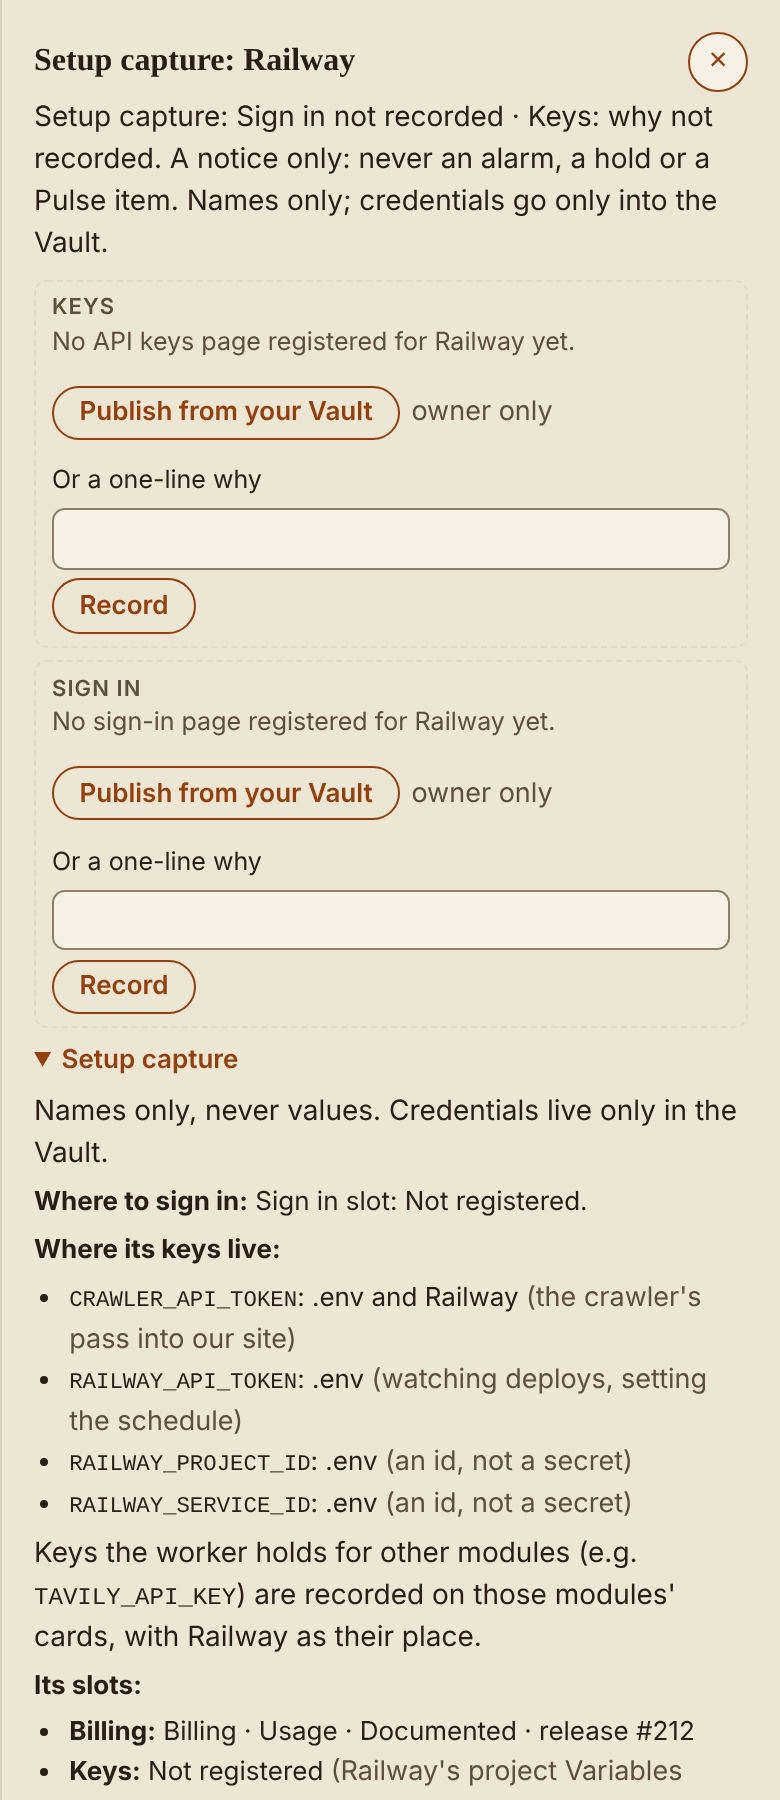 Setup capture: Railway
×
Setup capture: Sign in not recorded · Keys: why not
recorded. A notice only: never an alarm, a hold or a
Pulse item. Names only; credentials go only into the
Vault.
KEYS
No API keys page registered for Railway yet.
Publish from your Vault owner only
Or a one-line why
Record
SIGN IN
No sign-in page registered for Railway yet.
Publish from your Vault owner only
Or a one-line why
Record
▼ Setup capture
Names only, never values. Credentials live only in the
Vault.
Where to sign in: Sign in slot: Not registered.
Where its keys live:
• CRAWLER_API_TOKEN: .env and Railway (the crawler's
pass into our site)
• RAILWAY_API_TOKEN: .env (watching deploys, setting
the schedule)
• RAILWAY_PROJECT_ID: .env (an id, not a secret)
• RAILWAY_SERVICE_ID: .env (an id, not a secret)
Keys the worker holds for other modules (e.g.
TAVILY_API_KEY) are recorded on those modules'
cards, with Railway as their place.
Its slots:
• Billing: Billing · Usage · Documented · release #212
• Keys: Not registered (Railway's project Variables